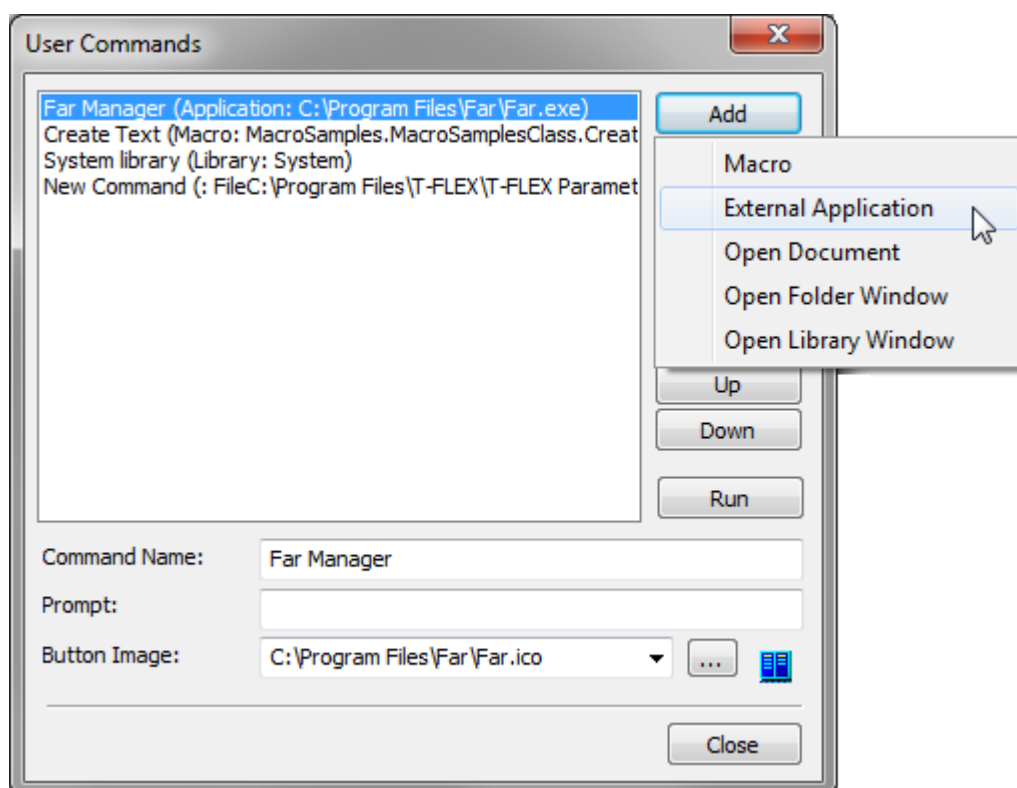 User Commands
Far Manager (Application: C:\Program Files\Far\Far.exe)
Create Text (Macro: MacroSamples.MacroSamplesClass.Creat
System library (Library: System)
New Command (: FileC:\Program Files\T-FLEX\T-FLEX Paramet
Add
Macro
External Application
Open Document
Open Folder Window
Open Library Window
Up
Down
Run
Command Name:
Far Manager
Prompt:
Button Image:
C:\Program Files\Far\Far.ico
...
Close